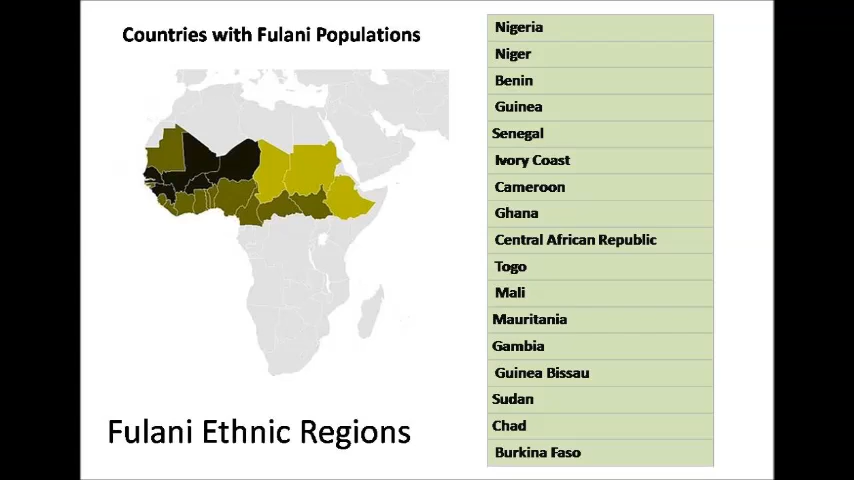 Countries with Fulani Populations
Fulani Ethnic Regions
Nigeria
Niger
Benin
Guinea
Senegal
Ivory Coast
Cameroon
Ghana
Central African Republic
Togo
Mali
Mauritania
Gambia
Guinea Bissau
Sudan
Chad
Burkina Faso